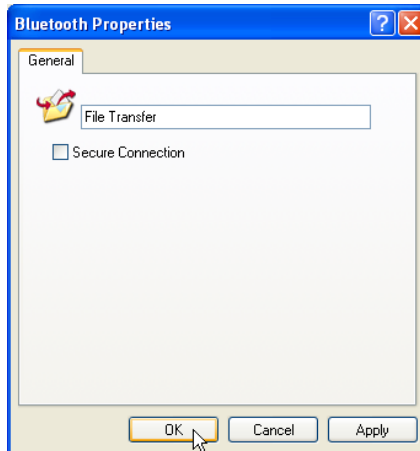 Bluetooth Properties
General
File Transfer
Secure Connection
OK Cancel Apply